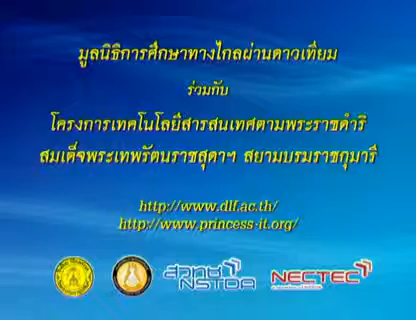 มูลนิธิการศึกษาทางไกลผ่านดาวเทียม
ร่วมกับ
โครงการเทคโนโลยีสารสนเทศตามพระราชดำริ
สมเด็จพระเทพรัตนราชสุดาฯ สยามบรมราชกุมารี
http://www.dlf.ac.th/
http://www.princess-it.org/
สวทช
NSTDA
NECTEC